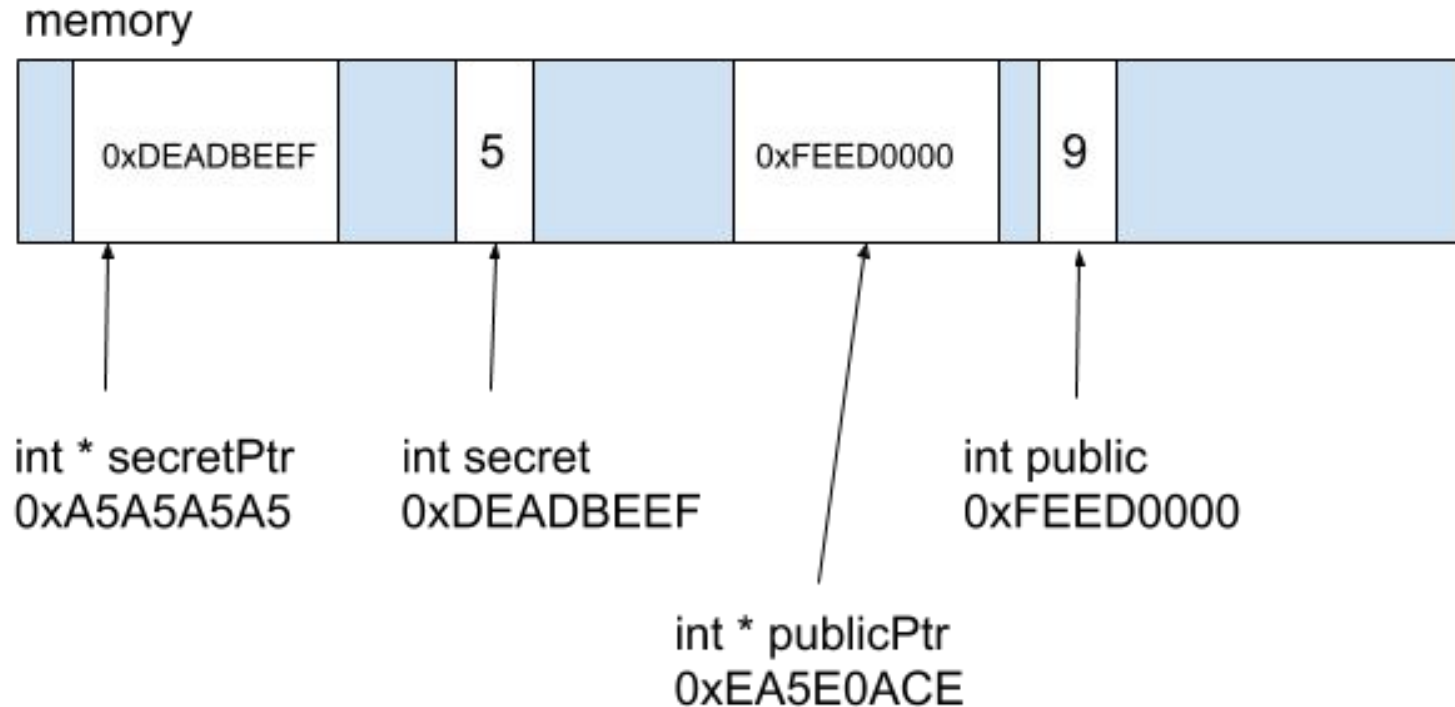 memory
0xDEADBEEF
5
0xFEED0000
9
int * secretPtr
0xA5A5A5A5
int secret
0xDEADBEEF
int public
0xFEED0000
int * publicPtr
0xEA5E0ACE